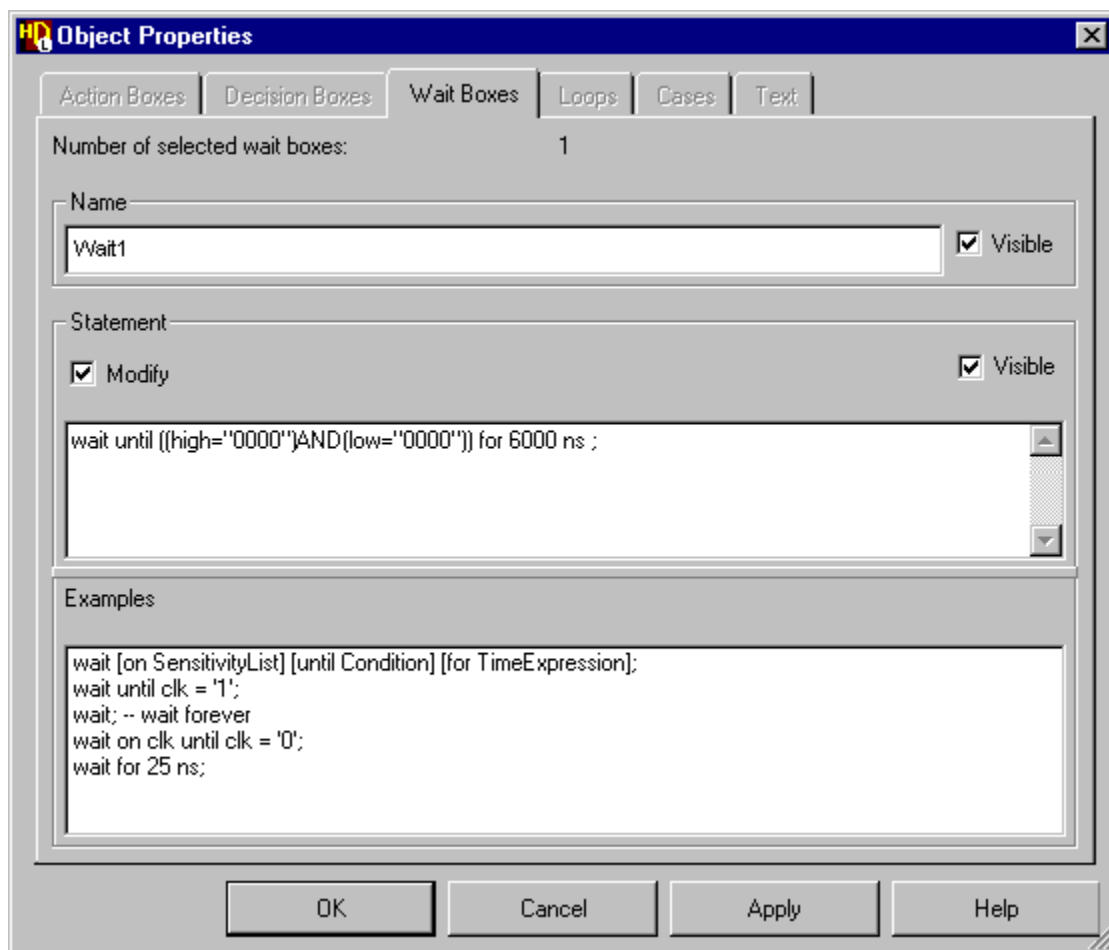 HDL Object Properties
Action Boxes Decision Boxes Wait Boxes Loops Cases Text
Number of selected wait boxes: 1
Name
Wait1 Visible
Statement
Modify Visible
wait until ((high="0000")AND(low="0000")) for 6000 ns ;
Examples
wait [on SensitivityList] [until Condition] [for TimeExpression];
wait until clk = '1';
wait; -- wait forever
wait on clk until clk = '0';
wait for 25 ns;
OK Cancel Apply Help